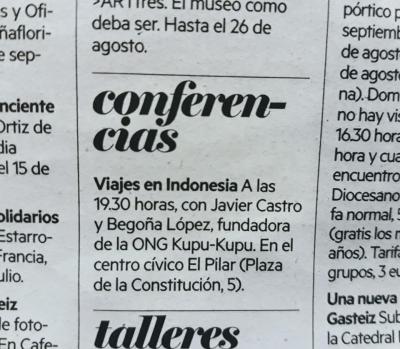 >ARTIres. El museo como
deba ser. Hasta el 26 de
agosto.
conferen-
cias
Viajes en Indonesia A las
19.30 horas, con Javier Castro
y Begoña López, fundadora
de la ONG Kupu-Kupu. En el
centro cívico El Pilar (Plaza
de la Constitución, 5).
talleres
s y Ofi-
ñaflori-
e sep-
nciente
Ortiz de
dia
el 15 de
olidarios
Estarro-
Francia,
ulio.
eiz
le foto-
En Cafe-
pórtico p
septiemb
de agost
de agosto
na). Dom
no hay vis
16.30 hora
hora y cua
encuentro
Diocesano
fa normal, 5
(gratis los m
años). Tarifa
grupos, 3 eu
Una nueva
Gasteiz Sub
la Catedral